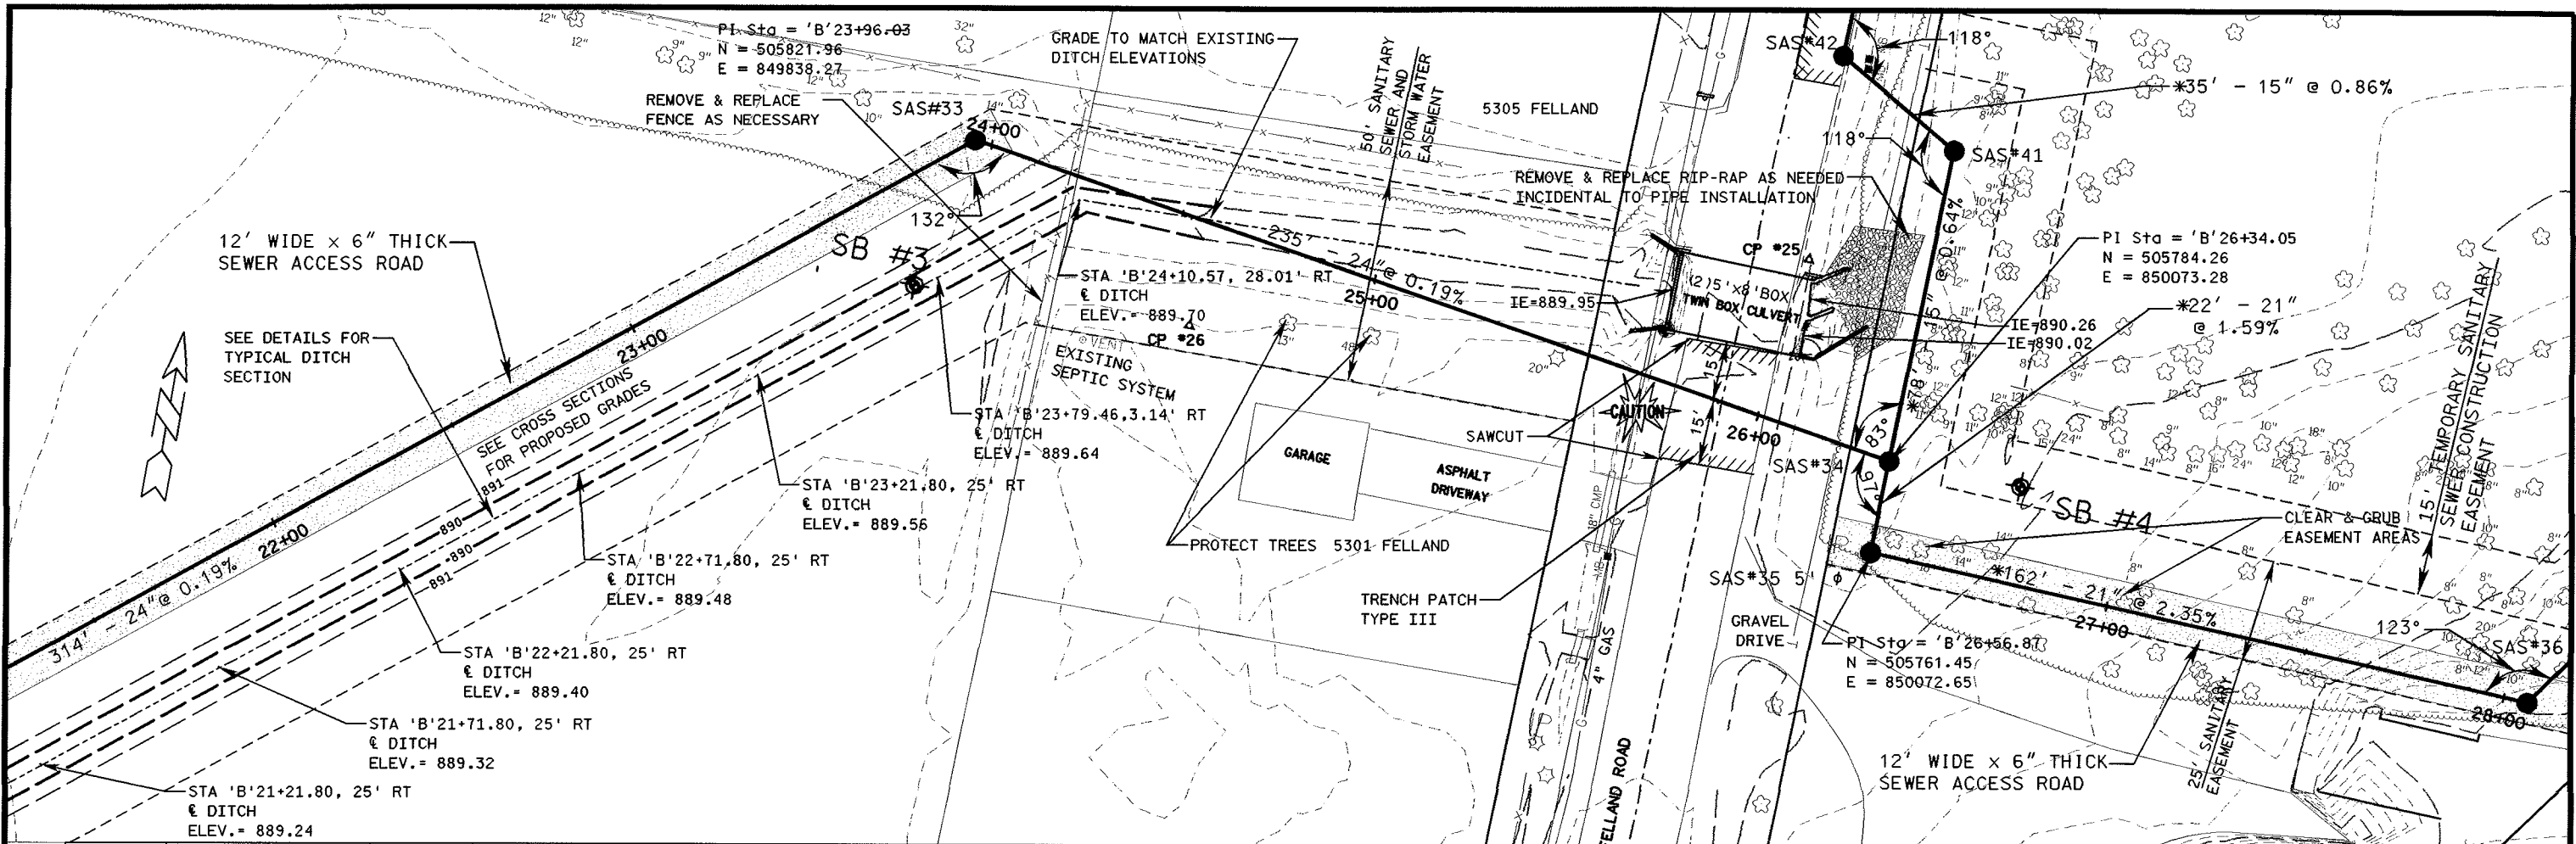 PI Sta = 'B'23+96.03
N = 505821.96
E = 849838.27
GRADE TO MATCH EXISTING
DITCH ELEVATIONS
REMOVE & REPLACE
FENCE AS NECESSARY
SAS#33
24+00
132°
50' SANITARY
SEWER AND
STORM WATER
EASEMENT
5305 FELLAND
SAS#42
118°
*35' - 15" @ 0.86%
118°
SAS#41
REMOVE & REPLACE RIP-RAP AS NEEDED
INCIDENTAL TO PIPE INSTALLATION
12' WIDE x 6" THICK
SEWER ACCESS ROAD
SB #3
235' - 24" @ 0.19%
25+00
CP #25
(2)5'x8'BOX
TWIN BOX CULVERT
IE=889.95
IE=890.26
IE=890.02
*78' 15" @ 0.64%
PI Sta = 'B'26+34.05
N = 505784.26
E = 850073.28
*22' - 21"
@ 1.59%
STA 'B'24+10.57, 28.01' RT
℄ DITCH
ELEV.= 889.70
CP #26
VENT
EXISTING
SEPTIC SYSTEM
SEE DETAILS FOR
TYPICAL DITCH
SECTION
N
23+00
SEE CROSS SECTIONS
FOR PROPOSED GRADES
STA 'B'23+79.46,3.14' RT
℄ DITCH
ELEV.= 889.64
GARAGE
ASPHALT
DRIVEWAY
SAWCUT
CAUTION
15'
15'
26+00
SAS#34
83°
97°
15' TEMPORARY SANITARY
SEWER CONSTRUCTION
EASEMENT
SB #4
CLEAR & GRUB
EASEMENT AREAS
891
890
890
891
STA 'B'23+21.80, 25' RT
℄ DITCH
ELEV.= 889.56
PROTECT TREES 5301 FELLAND
18" CMP
22+00
314' - 24" @ 0.19%
STA 'B'22+71.80, 25' RT
℄ DITCH
ELEV.= 889.48
TRENCH PATCH
TYPE III
SAS#35 5' ϕ
*162' - 21" @ 2.35%
27+00
GRAVEL
DRIVE
4" GAS
PI Sta = 'B'26+56.87
N = 505761.45
E = 850072.65
123°
SAS#36
28+00
STA 'B'22+21.80, 25' RT
℄ DITCH
ELEV.= 889.40
STA 'B'21+71.80, 25' RT
℄ DITCH
ELEV.= 889.32
12' WIDE x 6" THICK
SEWER ACCESS ROAD
25' SANITARY
EASEMENT
FELLAND ROAD
STA 'B'21+21.80, 25' RT
℄ DITCH
ELEV.= 889.24